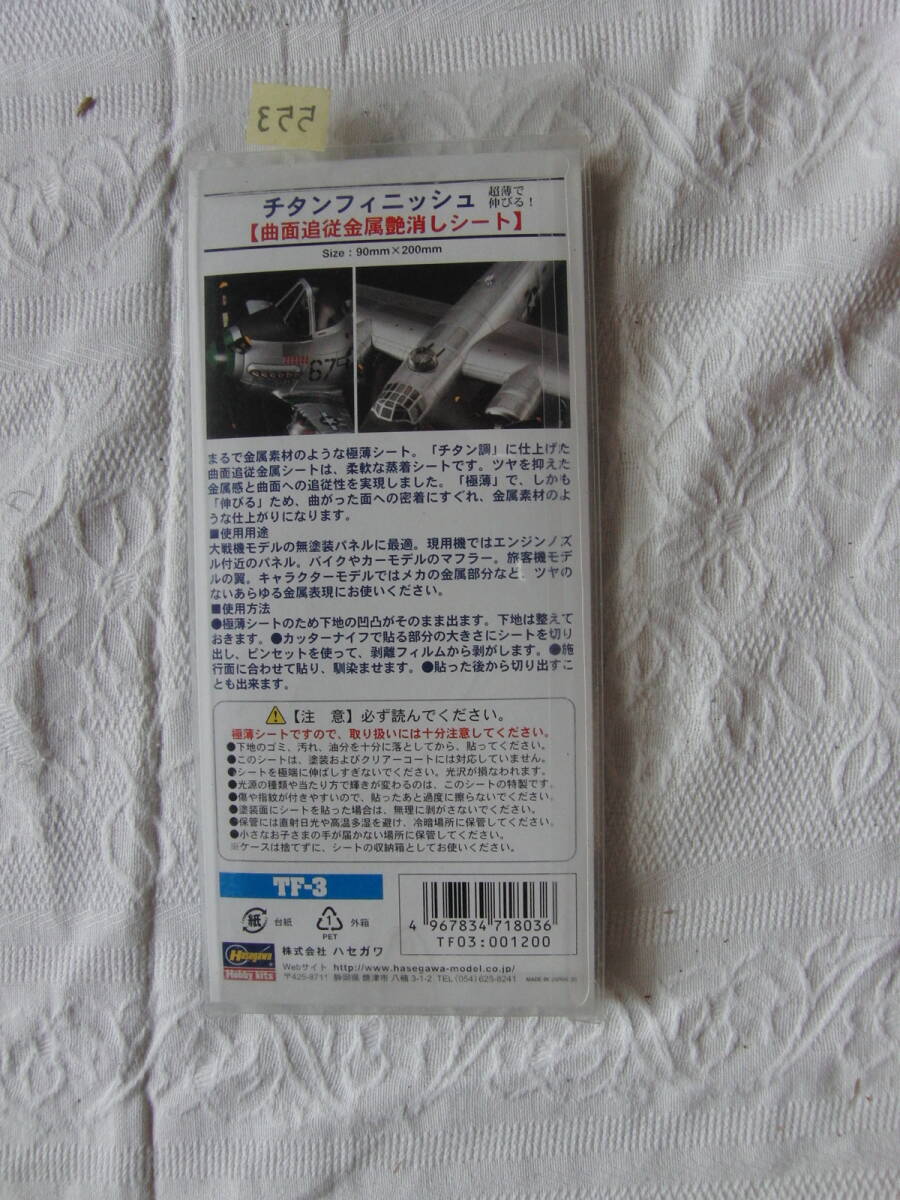 553
チタンフィニッシュ 超薄で伸びる!
【曲面追従金属艶消しシート】
Size : 90mm×200mm
679
まるで金属素材のような極薄シート。「チタン調」に仕上げた
曲面追従金属シートは、柔軟な蒸着シートです。ツヤを抑えた
金属感と曲面への追従性を実現しました。「極薄」で、しかも
「伸びる」ため、曲がった面への密着にすぐれ、金属素材のよ
うな仕上がりになります。
■使用用途
大戦機モデルの無塗装パネルに最適。現用機ではエンジンノズ
ル付近のパネル。バイクやカーモデルのマフラー。旅客機モデ
ルの翼。キャラクターモデルではメカの金属部分など、ツヤの
ないあらゆる金属表現にお使いください。
■使用方法
●極薄シートのため下地の凹凸がそのまま出ます。下地は整えて
おきます。●カッターナイフで貼る部分の大きさにシートを切り
出し、ピンセットを使って、剥離フィルムから剥がします。●施
行面に合わせて貼り、馴染ませます。●貼った後から切り出すこ
とも出来ます。
【注 意】必ず読んでください。
極薄シートですので、取り扱いには十分注意してください。
●下地のゴミ、汚れ、油分を十分に落としてから、貼ってください。
●このシートは、塗装およびクリアーコートには対応していません。
●シートを極端に伸ばしすぎないでください。光沢が損なわれます。
●光源の種類や当たり方で輝きが変わるのは、このシートの特製です。
●傷や指紋が付きやすいので、貼ったあと過度に擦らないでください。
●塗装面にシートを貼った場合は、無理に剥がさないでください。
●保管には直射日光や高温多湿を避け、冷暗場所に保管してください。
●小さなお子さまの手が届かない場所に保管してください。
※ケースは捨てずに、シートの収納箱としてお使いください。
TF-3
紙 台紙 1 PET 外箱
4 967834 718036
TF03:001200
Hasegawa Hobby kits
株式会社 ハセガワ
Webサイト http://www.hasegawa-model.co.jp/
〒425-8711 静岡県 焼津市 八楠 3-1-2 TEL (054) 628-8241 MADE IN JAPAN